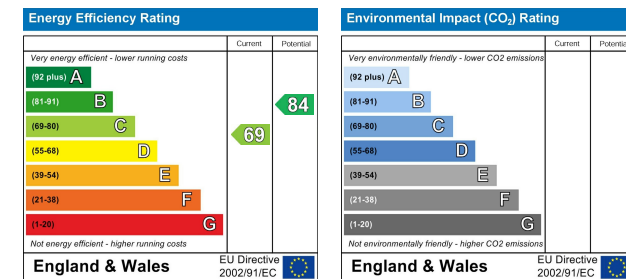 Energy Efficiency Rating
Current Potential
Very energy efficient - lower running costs
(92 plus) A
(81-91) B
84
(69-80) C
69
(55-68) D
(39-54) E
(21-38) F
(1-20) G
Not energy efficient - higher running costs
England & Wales
EU Directive
2002/91/EC
Environmental Impact (CO₂) Rating
Current Potential
Very environmentally friendly - lower CO2 emissions
(92 plus) A
(81-91) B
(69-80) C
(55-68) D
(39-54) E
(21-38) F
(1-20) G
Not environmentally friendly - higher CO2 emissions
England & Wales
EU Directive
2002/91/EC